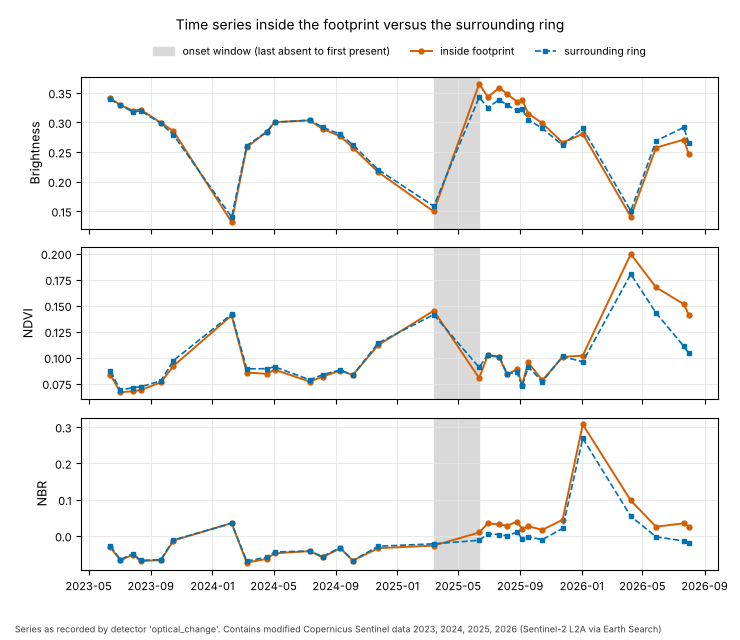 Time series inside the footprint versus the surrounding ring
onset window (last absent to first present) inside footprint surrounding ring
Brightness
0.35
0.30
0.25
0.20
0.15
NDVI
0.200
0.175
0.150
0.125
0.100
0.075
NBR
0.3
0.2
0.1
0.0
2023-05 2023-09 2024-01 2024-05 2024-09 2025-01 2025-05 2025-09 2026-01 2026-05 2026-09
Series as recorded by detector 'optical_change'. Contains modified Copernicus Sentinel data 2023, 2024, 2025, 2026 (Sentinel-2 L2A via Earth Search)